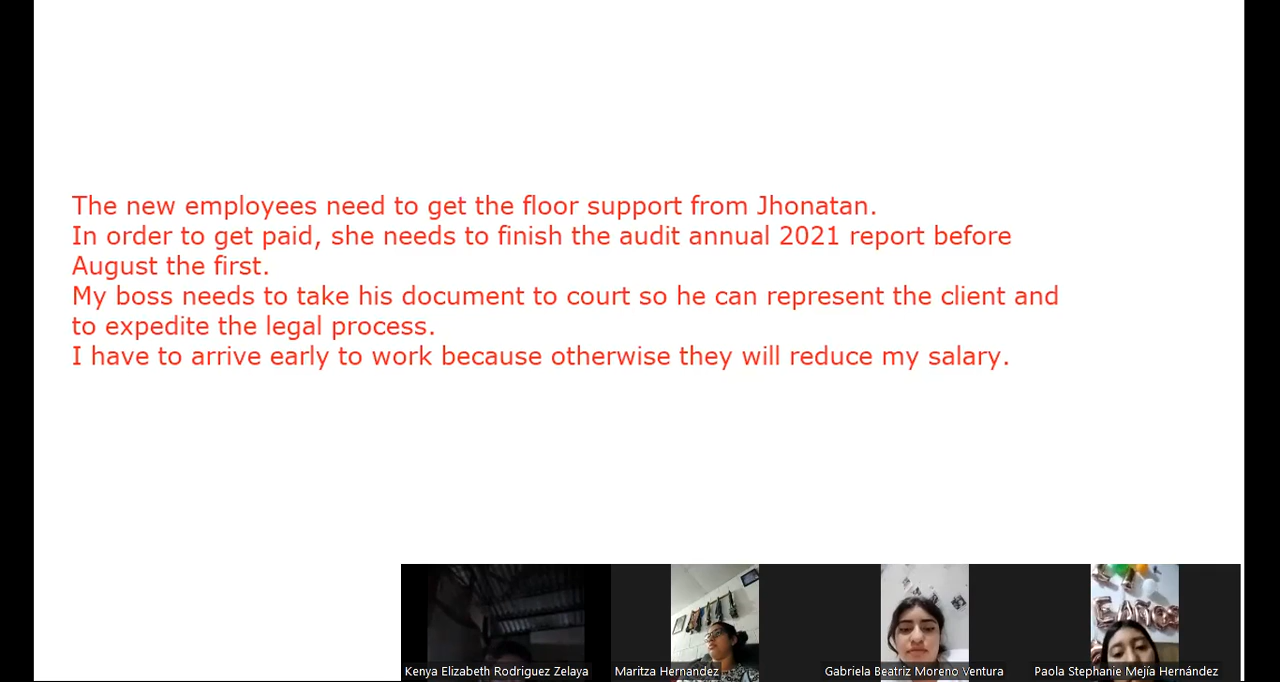 The new employees need to get the floor support from Jhonatan.
In order to get paid, she needs to finish the audit annual 2021 report before
August the first.
My boss needs to take his document to court so he can represent the client and
to expedite the legal process.
I have to arrive early to work because otherwise they will reduce my salary.
Kenya Elizabeth Rodriguez Zelaya
Maritza Hernandez
Gabriela Beatriz Moreno Ventura
Paola Stephanie Mejía Hernández